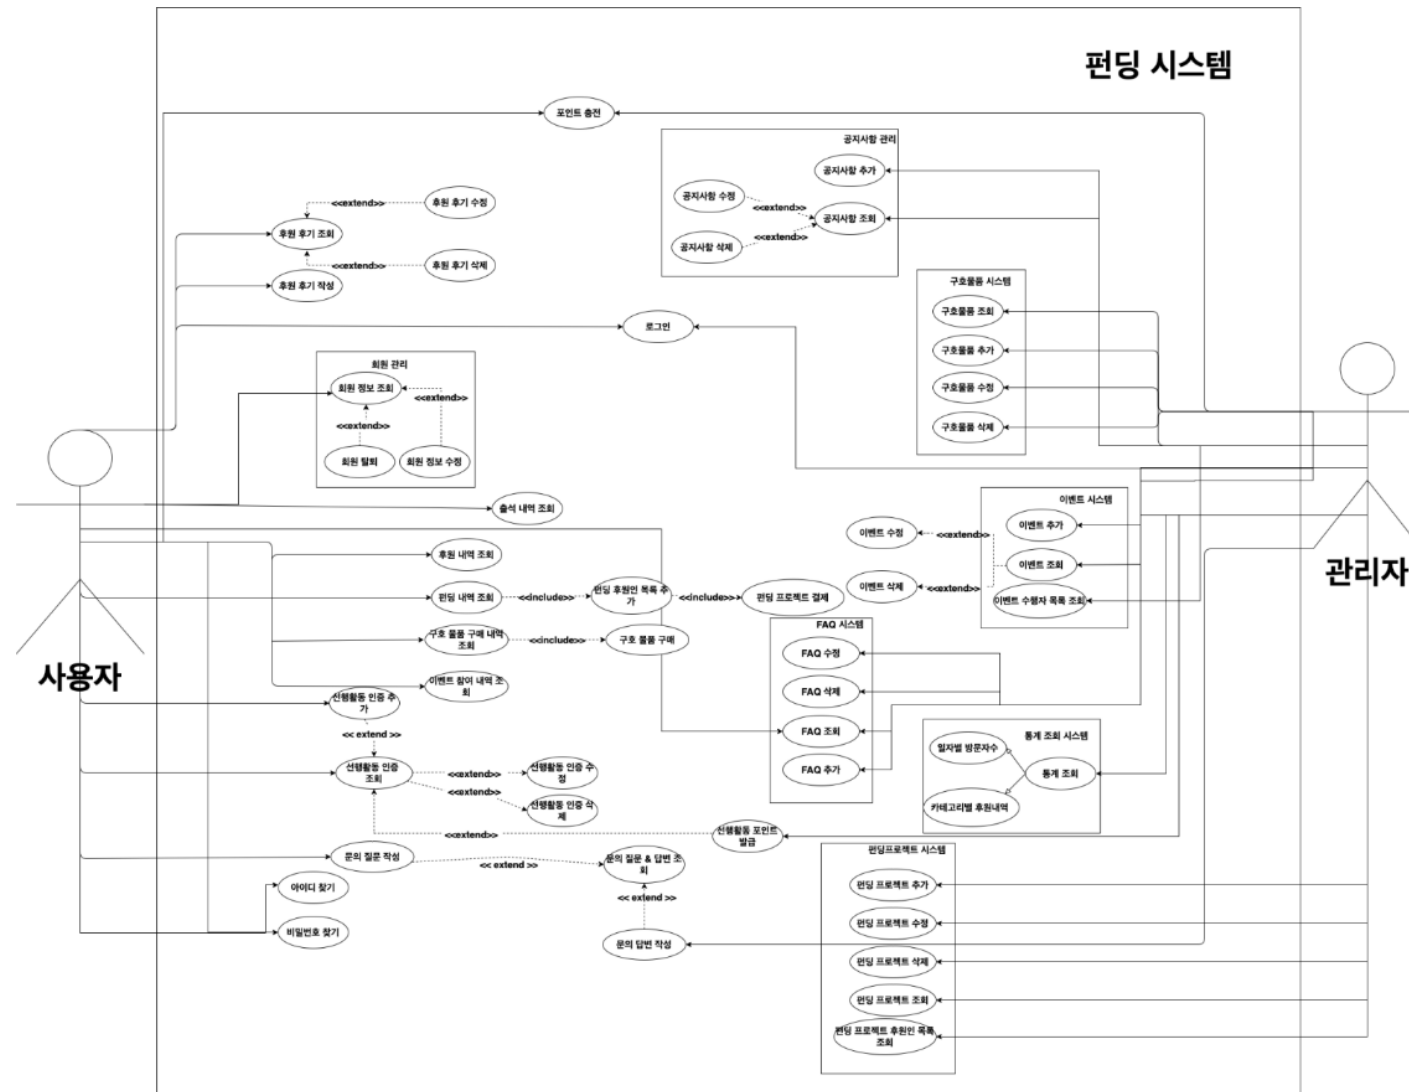 펀딩 시스템
포인트 충전
공지사항 관리
공지사항 추가
공지사항 수정
<<extend>>
공지사항 조회
<<extend>>
공지사항 삭제
후원 후기 수정
<<extend>>
후원 후기 조회
<<extend>>
후원 후기 삭제
후원 후기 작성
구호물품 시스템
구호물품 조회
구호물품 추가
구호물품 수정
구호물품 삭제
로그인
회원 관리
회원 정보 조회
<<extend>>
<<extend>>
회원 탈퇴
회원 정보 수정
출석 내역 조회
이벤트 시스템
이벤트 추가
이벤트 수정
<<extend>>
이벤트 조회
이벤트 삭제
<<extend>>
이벤트 수행자 목록 조회
관리자
사용자
후원 내역 조회
펀딩 내역 조회
<<include>>
펀딩 후원인 목록 추
가
<<include>>
펀딩 프로젝트 결제
구호 물품 구매 내역
조회
<<include>>
구호 물품 구매
이벤트 참여 내역 조
회
FAQ 시스템
FAQ 수정
FAQ 삭제
FAQ 조회
FAQ 추가
선행활동 인증 추
가
<< extend >>
선행활동 인증
조회
<<extend>>
선행활동 인증 수
정
<<extend>>
선행활동 인증 삭
제
<<extend>>
선행활동 포인트
발급
통계 조회 시스템
일자별 방문자수
통계 조회
카테고리별 후원내역
문의 질문 작성
<< extend >>
문의 질문 & 답변 조
회
<< extend >>
문의 답변 작성
아이디 찾기
비밀번호 찾기
펀딩프로젝트 시스템
펀딩 프로젝트 추가
펀딩 프로젝트 수정
펀딩 프로젝트 삭제
펀딩 프로젝트 조회
펀딩 프로젝트 후원인 목록
조회